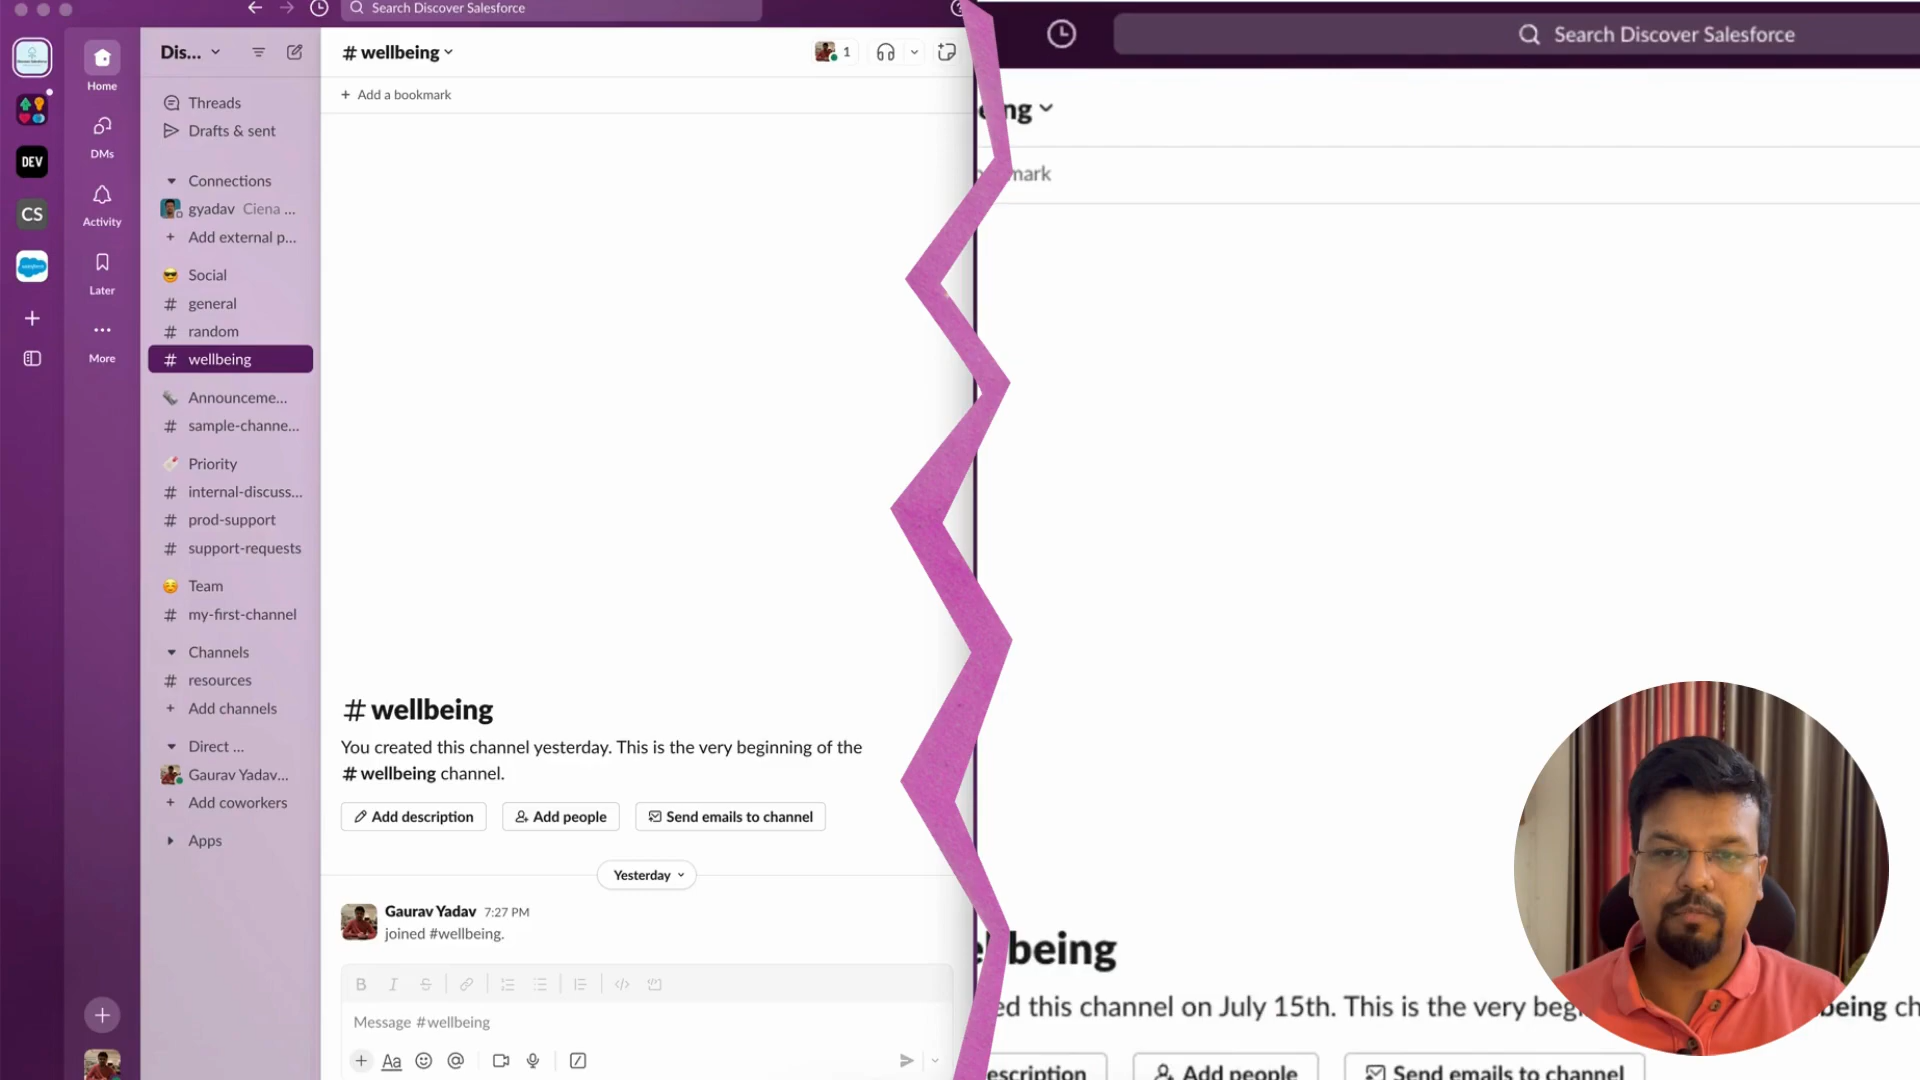 Search Discover Salesforce
Dis...
Home
DMs
Activity
Later
More
DEV
CS
Threads
Drafts & sent
Connections
gyadav Ciena ...
+ Add external p...
Social
# general
# random
# wellbeing
Announceme...
# sample-channe...
Priority
# internal-discuss...
# prod-support
# support-requests
Team
# my-first-channel
Channels
# resources
+ Add channels
Direct ...
Gaurav Yadav...
+ Add coworkers
Apps
# wellbeing
1
+ Add a bookmark
# wellbeing
You created this channel yesterday. This is the very beginning of the
# wellbeing channel.
Add description
Add people
Send emails to channel
Yesterday
Gaurav Yadav 7:27 PM
joined #wellbeing.
B I S
Message #wellbeing
+ Aa @
Search Discover Salesforce
ng
mark
lbeing
ed this channel on July 15th. This is the very beg
being ch
escription
Add people
Send emails to channel